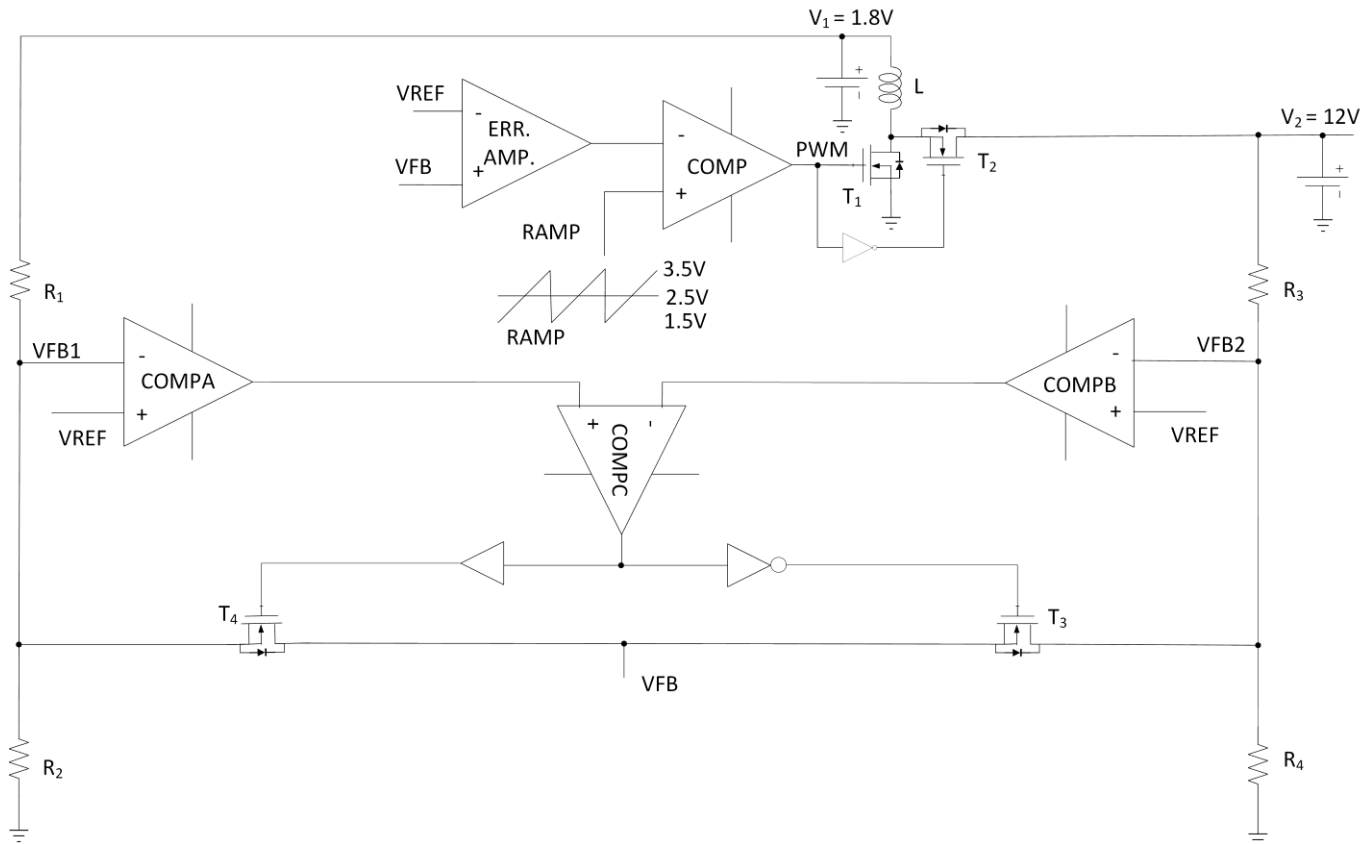 V₁ = 1.8V
L
VREF
-
ERR.
AMP.
VFB
+
-
COMP
+
PWM
T₁
T₂
V₂ = 12V
+
-
+
-
RAMP
3.5V
2.5V
1.5V
RAMP
R₁
R₃
VFB1
-
COMPA
+
VREF
VFB2
-
COMPB
+
VREF
+
-
COMPC
T₄
T₃
VFB
R₂
R₄